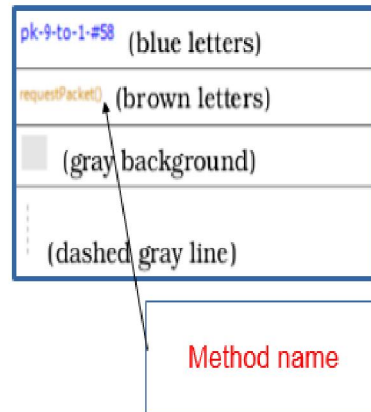 pk-9-to-1-#58 (blue letters)
requestPacket() (brown letters)
(gray background)
(dashed gray line)
Method name